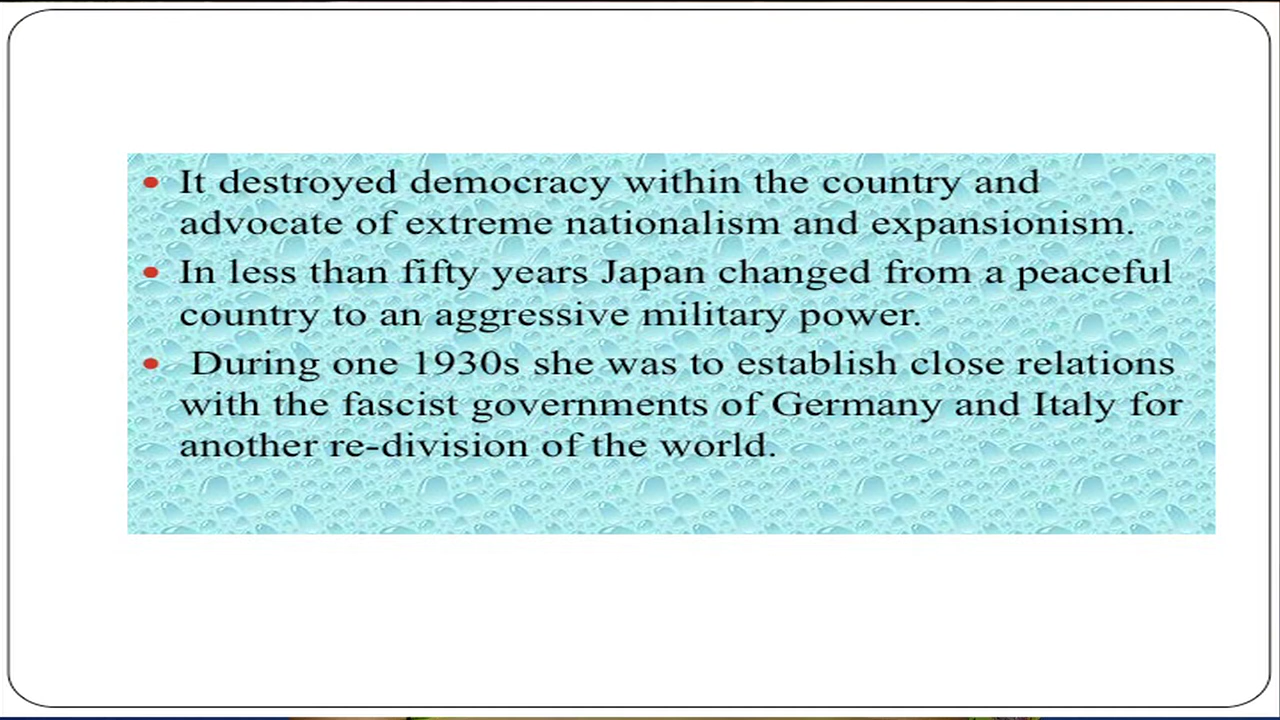 • It destroyed democracy within the country and
advocate of extreme nationalism and expansionism.
• In less than fifty years Japan changed from a peaceful
country to an aggressive military power.
• During one 1930s she was to establish close relations
with the fascist governments of Germany and Italy for
another re-division of the world.